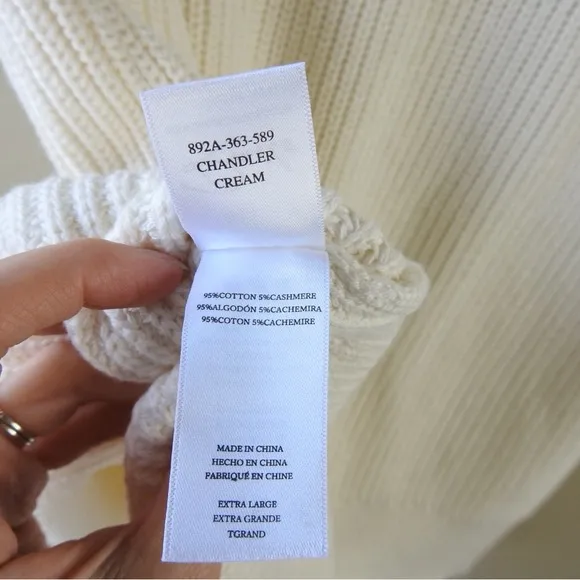 892A-363-589
CHANDLER
CREAM
95%COTTON 5%CASHMERE
95%ALGODÓN 5%CACHEMIRA
95%COTON 5%CACHEMIRE
MADE IN CHINA
HECHO EN CHINA
FABRIQUÉ EN CHINE
EXTRA LARGE
EXTRA GRANDE
TGRAND